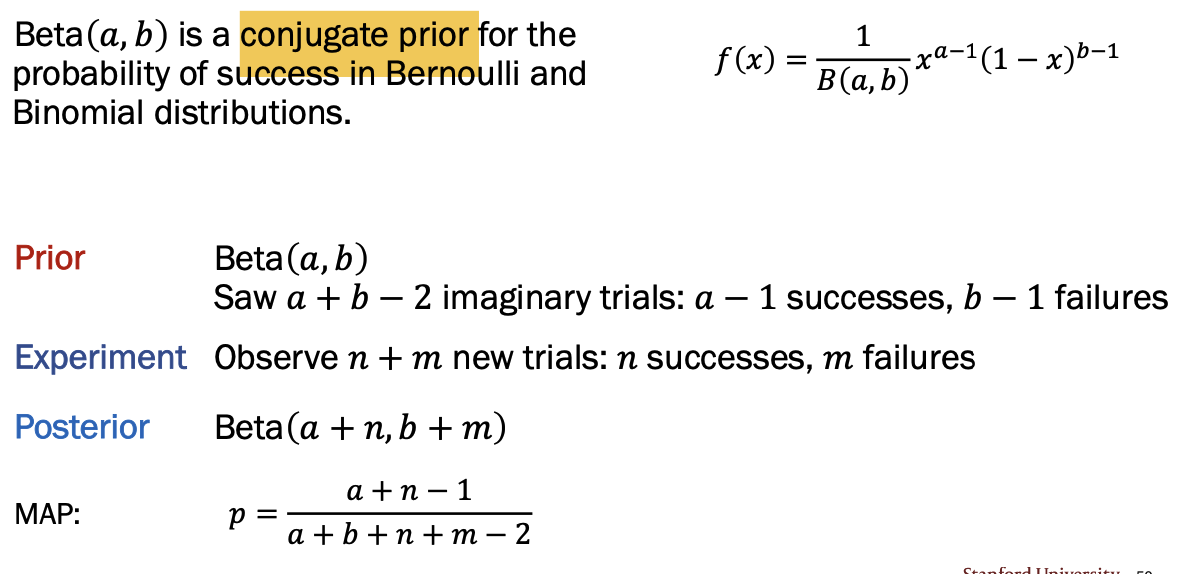 Beta(a, b) is a conjugate prior for the
probability of success in Bernoulli and
Binomial distributions.
f(x) = \frac{1}{B(a, b)} x^{a−1}(1 − x)^{b−1}
Prior Beta(a, b)
Saw a + b − 2 imaginary trials: a − 1 successes, b − 1 failures
Experiment Observe n + m new trials: n successes, m failures
Posterior Beta(a + n, b + m)
MAP: p = \frac{a + n − 1}{a + b + n + m − 2}
Stanford University